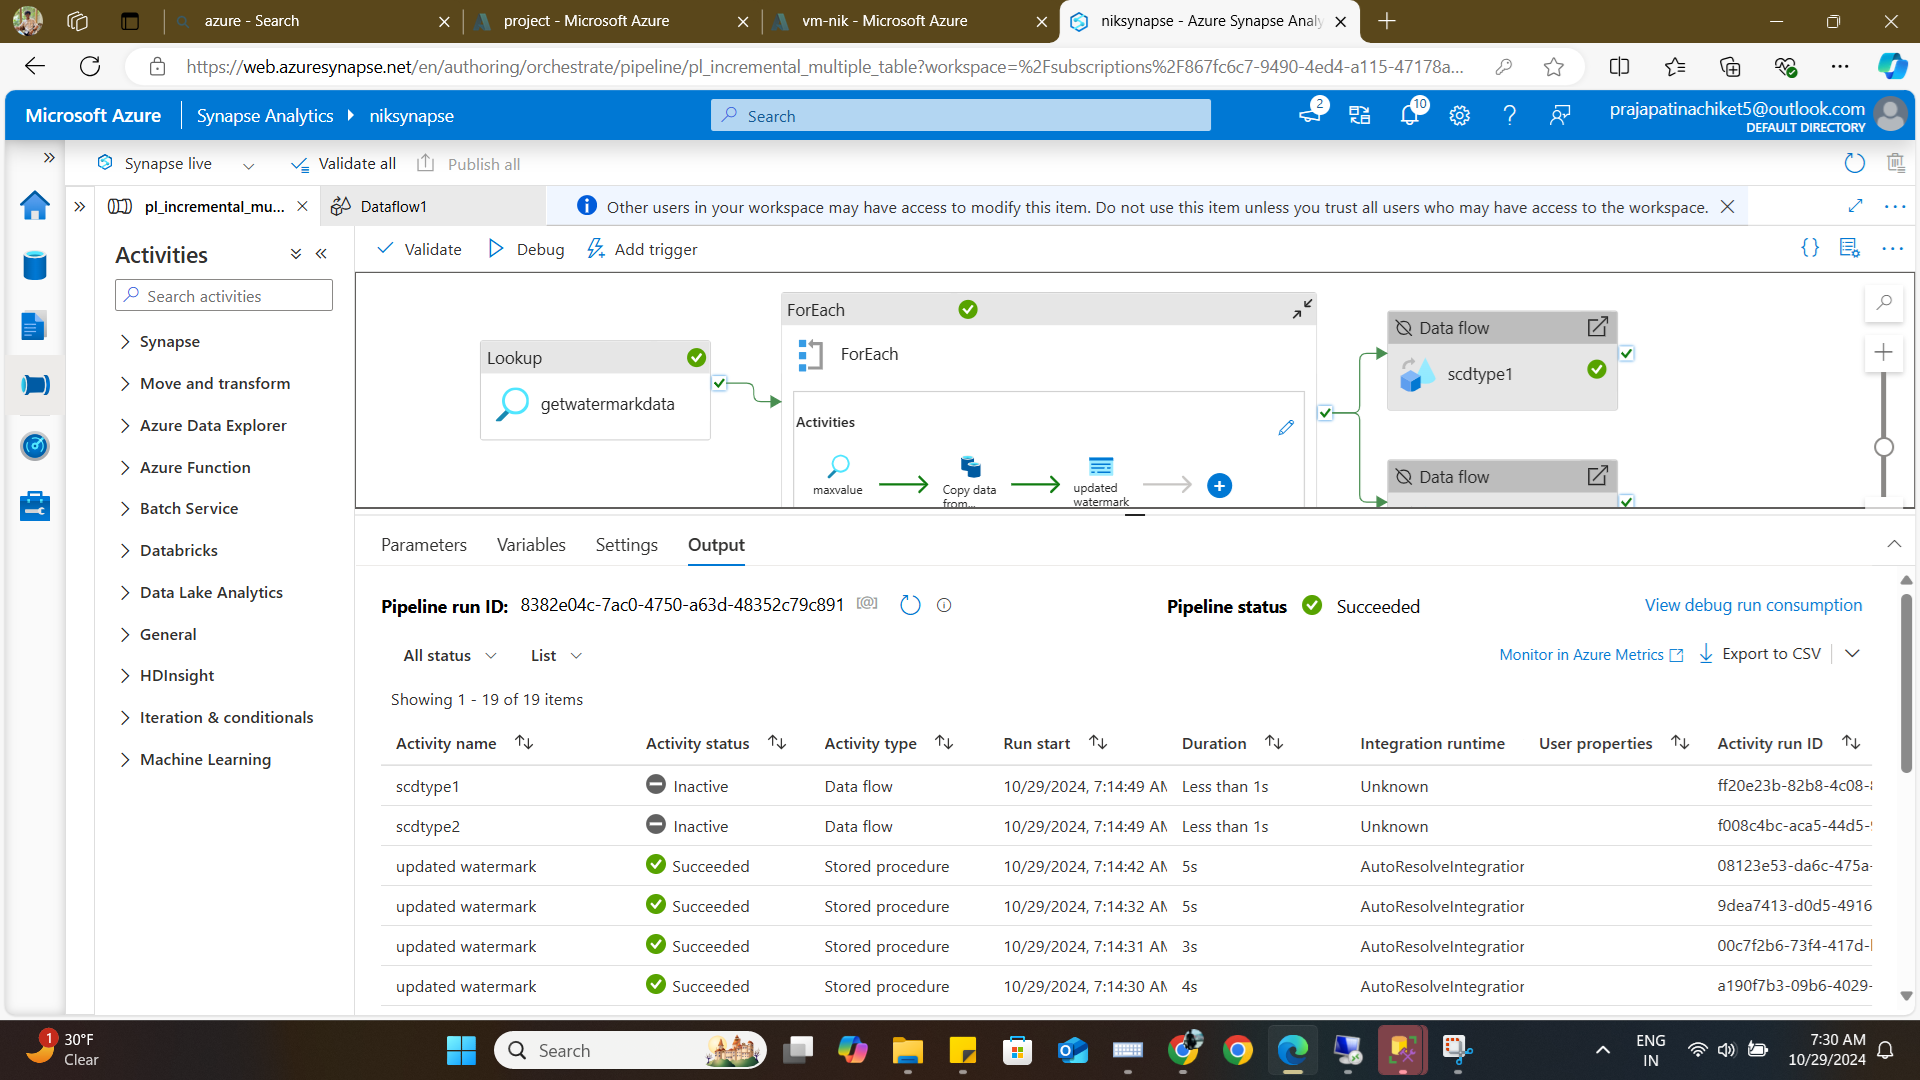 azure - Search
project - Microsoft Azure
vm-nik - Microsoft Azure
niksynapse - Azure Synapse Analy
https://web.azuresynapse.net/en/authoring/orchestrate/pipeline/pl_incremental_multiple_table?workspace=%2Fsubscriptions%2F867fc6c7-9490-4ed4-a115-47178a...
Microsoft Azure
Synapse Analytics
niksynapse
Search
2
10
prajapatinachiket5@outlook.com
DEFAULT DIRECTORY
Synapse live
Validate all
Publish all
pl_incremental_mu...
Dataflow1
Other users in your workspace may have access to modify this item. Do not use this item unless you trust all users who may have access to the workspace.
Activities
Search activities
Synapse
Move and transform
Azure Data Explorer
Azure Function
Batch Service
Databricks
Data Lake Analytics
General
HDInsight
Iteration & conditionals
Machine Learning
Validate
Debug
Add trigger
Lookup
getwatermarkdata
ForEach
ForEach
Activities
maxvalue
Copy data
from...
updated
watermark
Data flow
scdtype1
Data flow
Parameters
Variables
Settings
Output
Pipeline run ID: 8382e04c-7ac0-4750-a63d-48352c79c891
Pipeline status
Succeeded
View debug run consumption
All status
List
Monitor in Azure Metrics
Export to CSV
Showing 1 - 19 of 19 items
Activity name Activity status Activity type Run start Duration Integration runtime User properties Activity run ID
scdtype1 Inactive Data flow 10/29/2024, 7:14:49 AM Less than 1s Unknown ff20e23b-82b8-4c08-
scdtype2 Inactive Data flow 10/29/2024, 7:14:49 AM Less than 1s Unknown f008c4bc-aca5-44d5-
updated watermark Succeeded Stored procedure 10/29/2024, 7:14:42 AM 5s AutoResolveIntegration 08123e53-da6c-475a-
updated watermark Succeeded Stored procedure 10/29/2024, 7:14:32 AM 5s AutoResolveIntegration 9dea7413-d0d5-4916
updated watermark Succeeded Stored procedure 10/29/2024, 7:14:31 AM 3s AutoResolveIntegration 00c7f2b6-73f4-417d-
updated watermark Succeeded Stored procedure 10/29/2024, 7:14:30 AM 4s AutoResolveIntegration a190f7b3-09b6-4029-
1
30°F
Clear
Search
ENG
IN
7:30 AM
10/29/2024